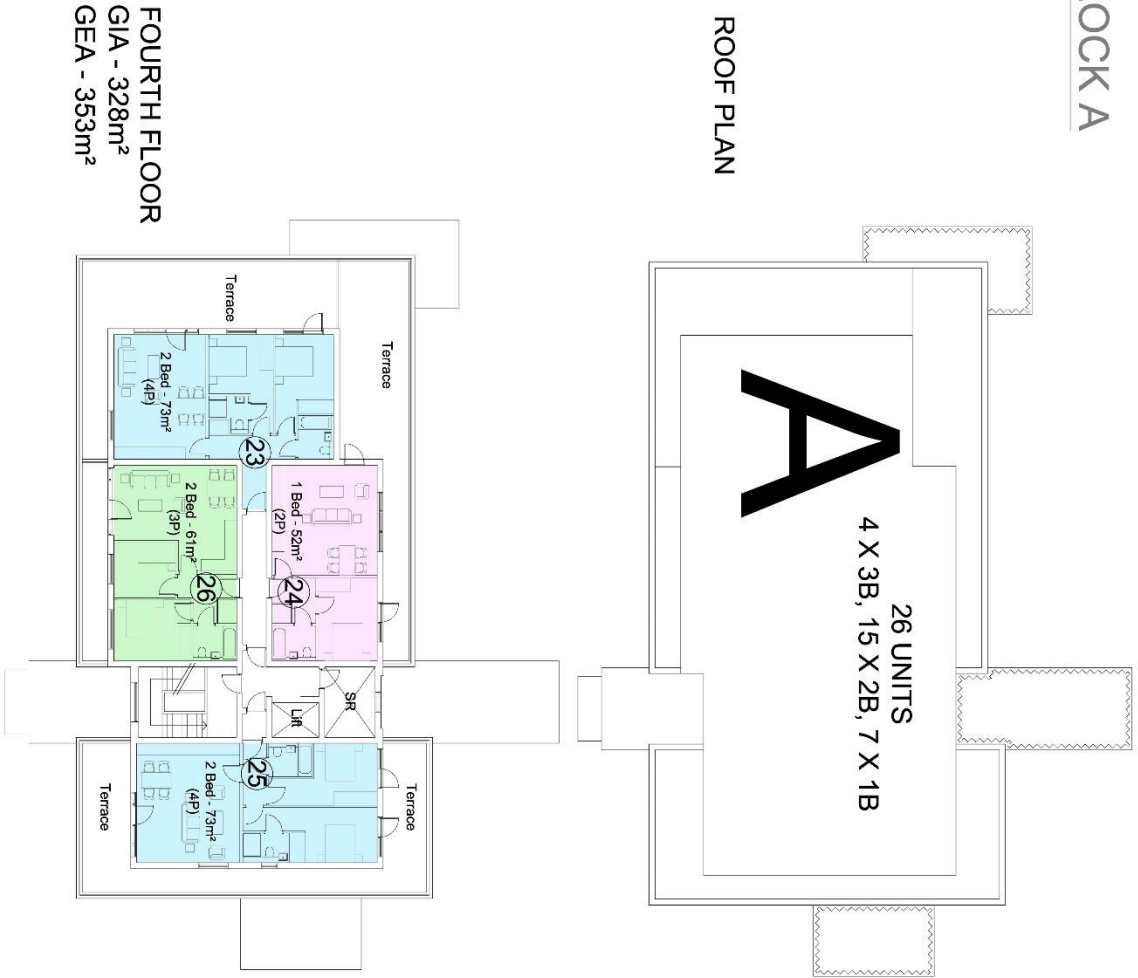 LOCK A
ROOF PLAN
A
26 UNITS
4 X 3B, 15 X 2B, 7 X 1B
FOURTH FLOOR
GIA - 328m²
GEA - 353m²
Terrace
Terrace
2 Bed - 73m²
(4P)
23
1 Bed - 52m²
(2P)
24
2 Bed - 61m²
(3P)
26
SR
Lift
25
2 Bed - 73m²
(4P)
Terrace
Terrace